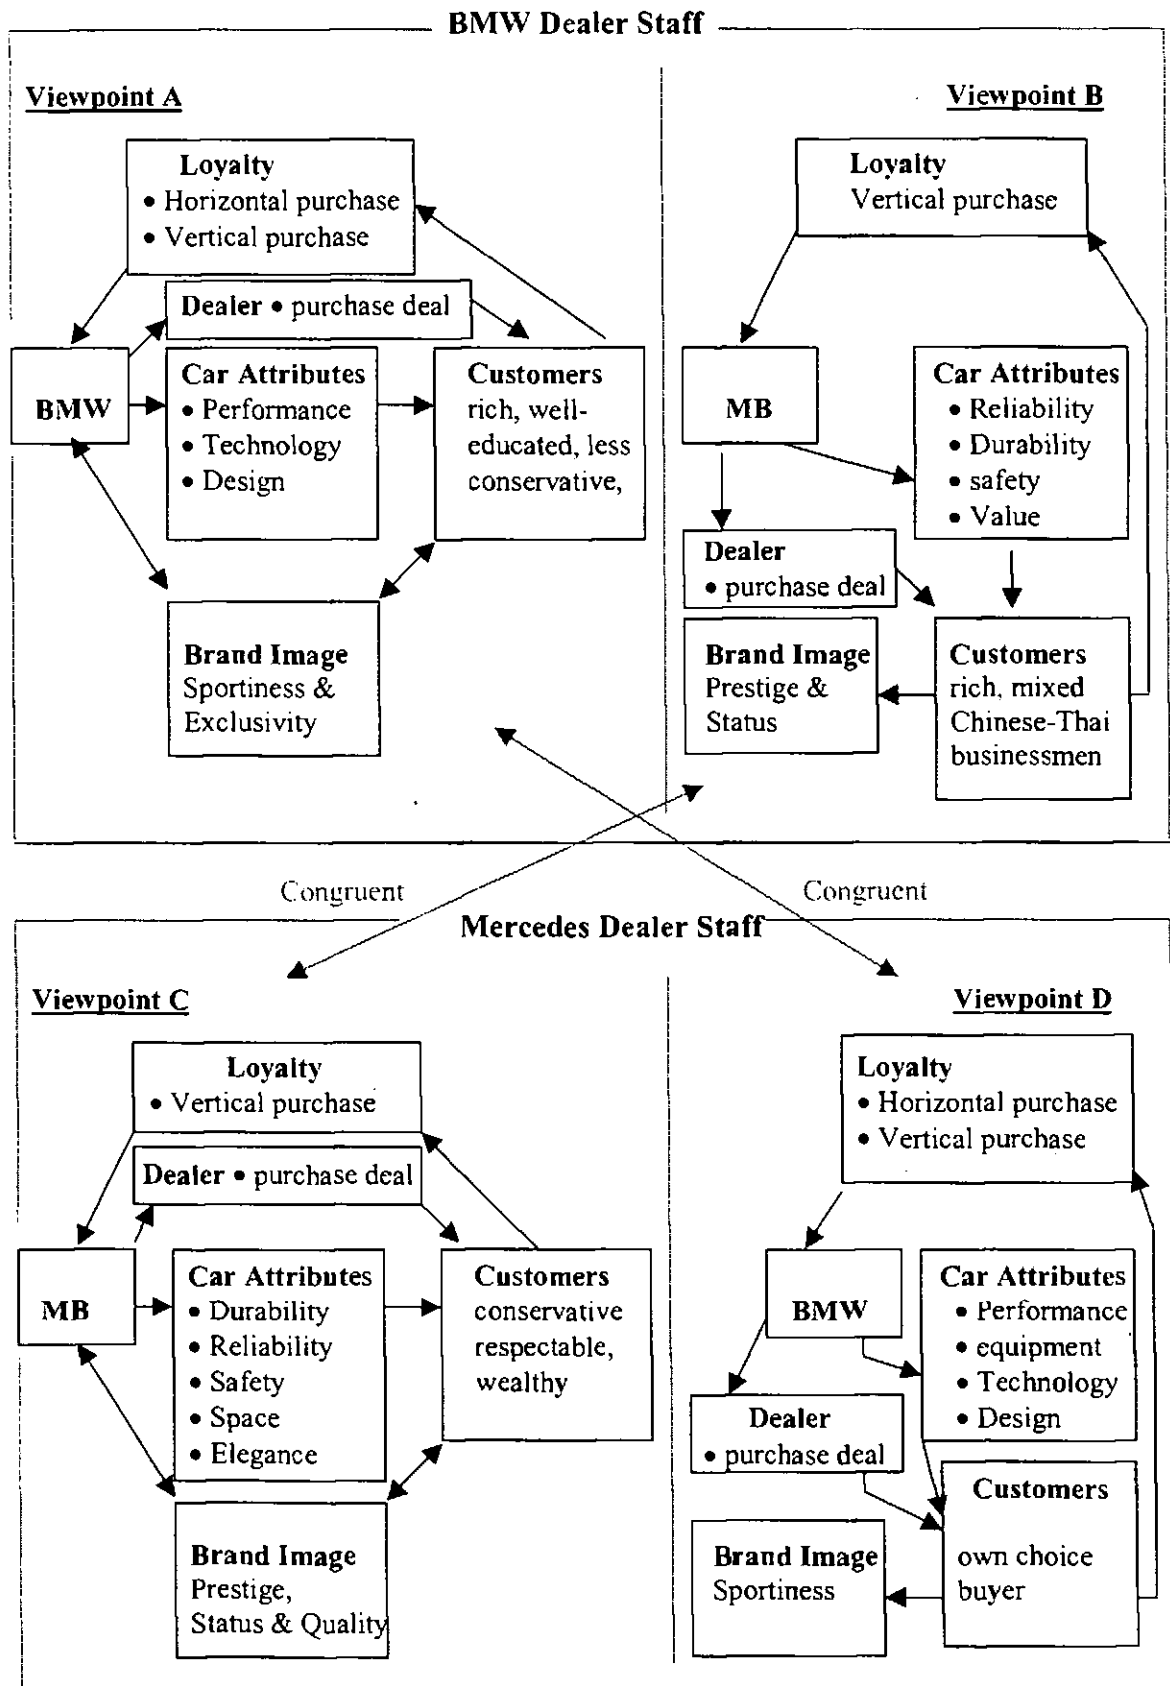 BMW Dealer Staff
Viewpoint A
Loyalty
• Horizontal purchase
• Vertical purchase
Dealer • purchase deal
BMW
Car Attributes
• Performance
• Technology
• Design
Customers
rich, well-
educated, less
conservative,
Brand Image
Sportiness &
Exclusivity
Viewpoint B
Loyalty
Vertical purchase
MB
Car Attributes
• Reliability
• Durability
• safety
• Value
Dealer
• purchase deal
Brand Image
Prestige &
Status
Customers
rich, mixed
Chinese-Thai
businessmen
Congruent
Congruent
Mercedes Dealer Staff
Viewpoint C
Loyalty
• Vertical purchase
Dealer • purchase deal
MB
Car Attributes
• Durability
• Reliability
• Safety
• Space
• Elegance
Customers
conservative
respectable,
wealthy
Brand Image
Prestige,
Status & Quality
Viewpoint D
Loyalty
• Horizontal purchase
• Vertical purchase
BMW
Car Attributes
• Performance
• equipment
• Technology
• Design
Dealer
• purchase deal
Customers
own choice
buyer
Brand Image
Sportiness